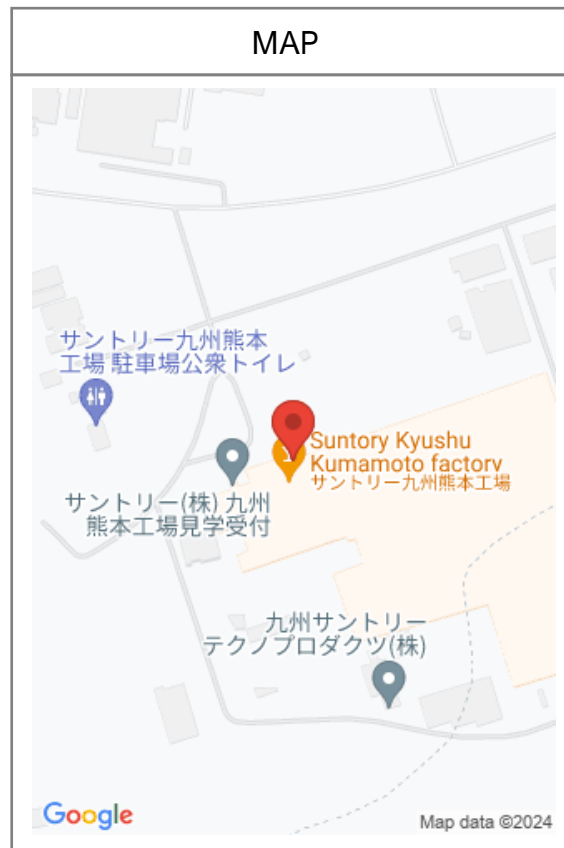 MAP
サントリー九州熊本
工場 駐車場公衆トイレ
Suntory Kyushu
Kumamoto factory
サントリー九州熊本工場
サントリー(株) 九州
熊本工場見学受付
九州サントリー
テクノプロダクツ(株)
Google
Map data ©2024